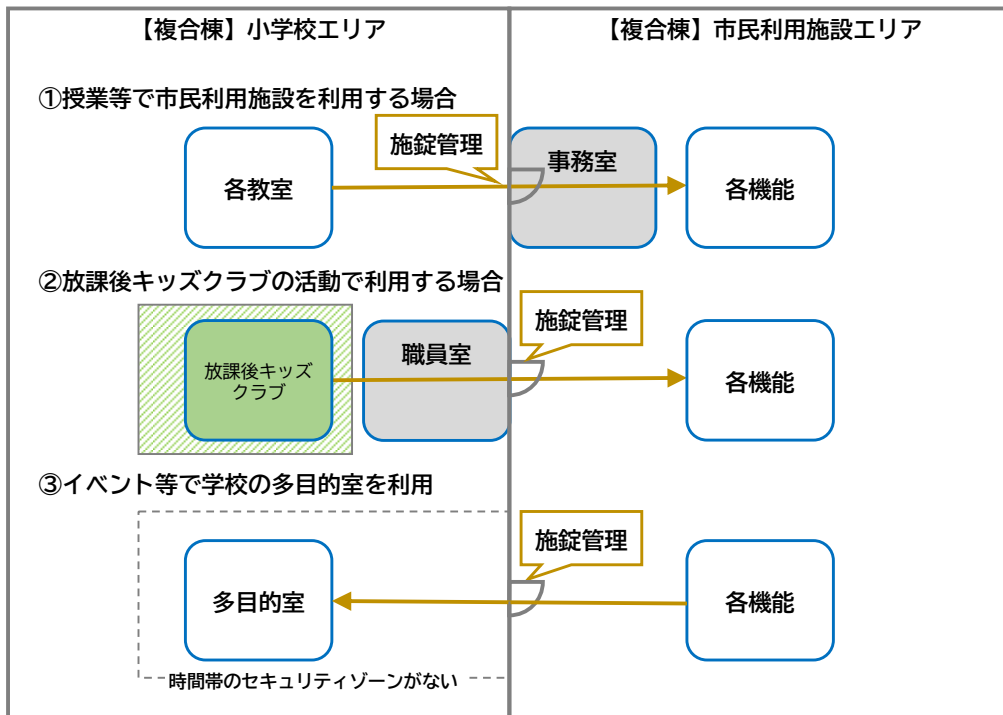 【複合棟】小学校エリア
【複合棟】市民利用施設エリア
①授業等で市民利用施設を利用する場合
施錠管理
各教室
事務室
各機能
②放課後キッズクラブの活動で利用する場合
施錠管理
放課後キッズ
クラブ
職員室
各機能
③イベント等で学校の多目的室を利用
施錠管理
多目的室
各機能
時間帯のセキュリティゾーンがない